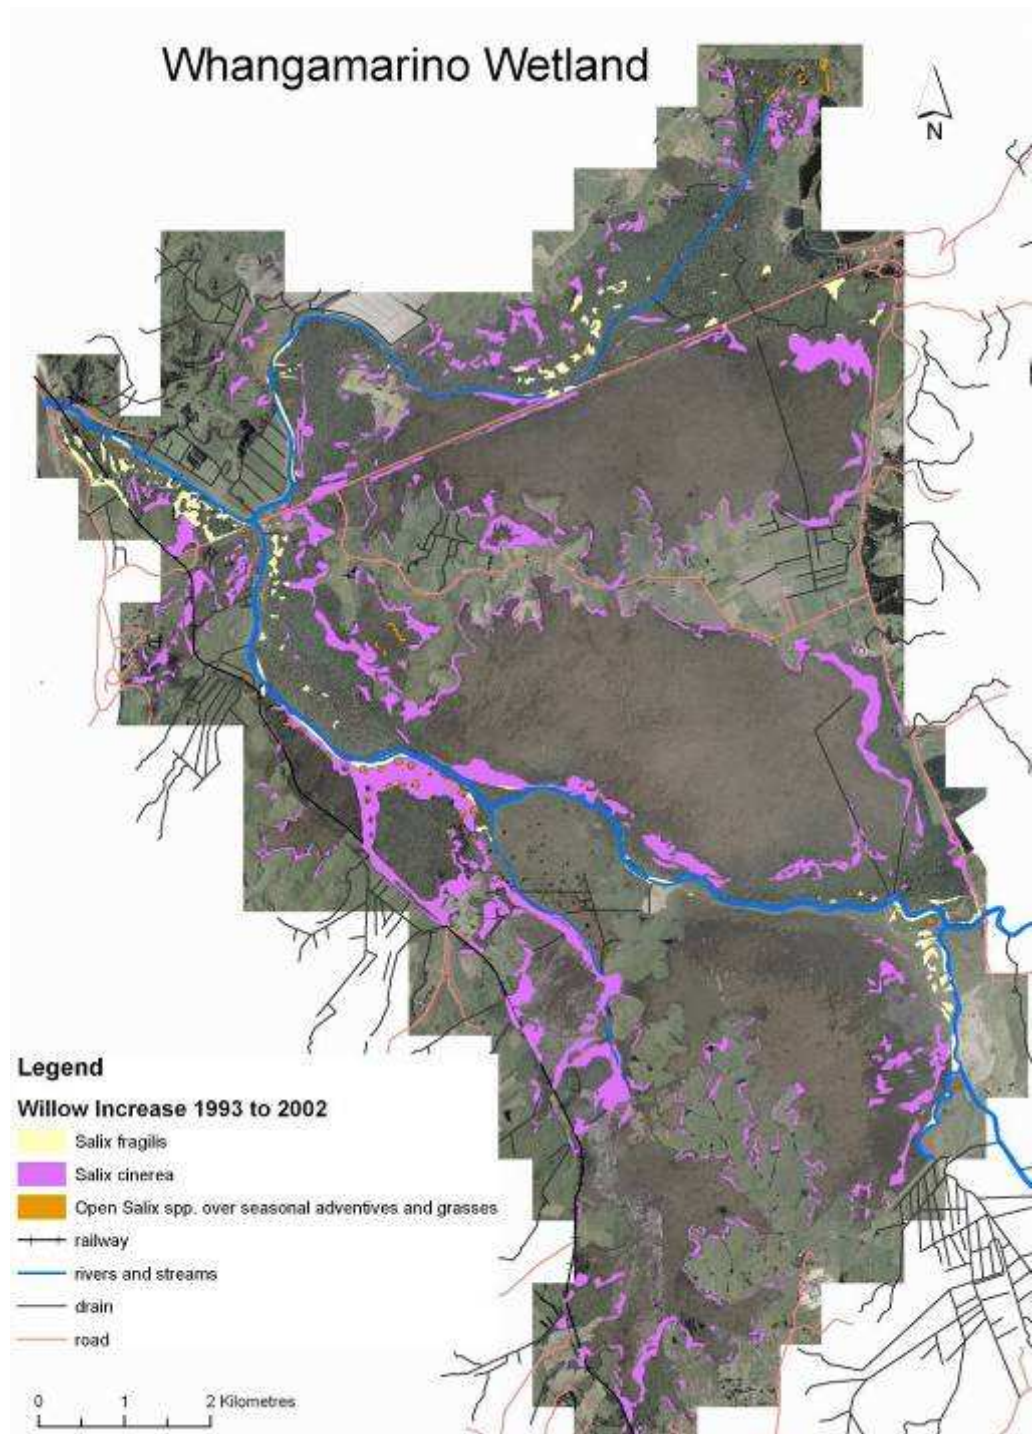 Whangamarino Wetland
N
Legend
Willow Increase 1993 to 2002
Salix fragilis
Salix cinerea
Open Salix spp. over seasonal adventives and grasses
railway
rivers and streams
drain
road
0 1 2 Kilometres